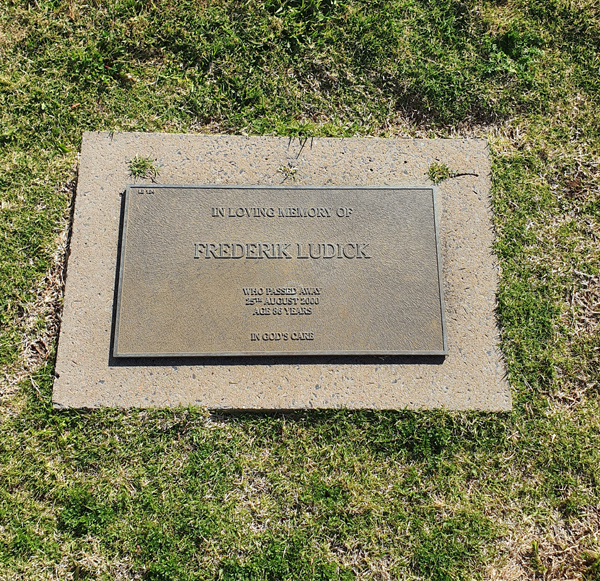 IN LOVING MEMORY OF
FREDERIK LUDICK
WHO PASSED AWAY
25TH AUGUST 2000
AGE 86 YEARS
IN GOD'S CARE